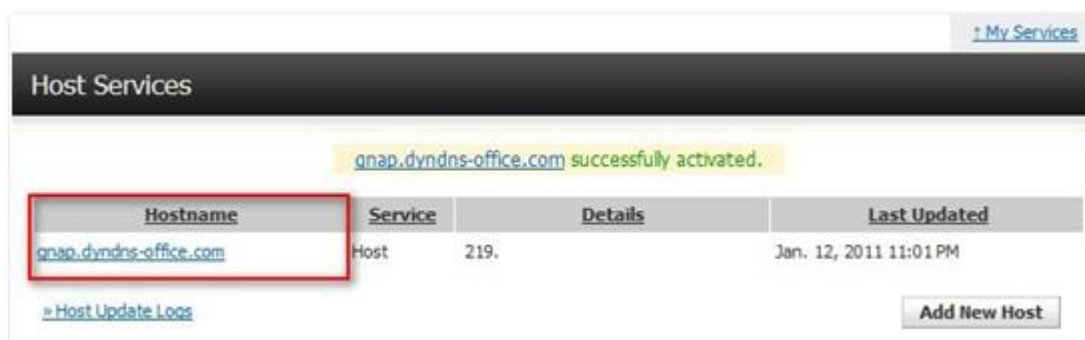 ↑ My Services
Host Services
qnap.dyndns-office.com successfully activated.
Hostname Service Details Last Updated
qnap.dyndns-office.com Host 219. Jan. 12, 2011 11:01 PM
» Host Update Logs Add New Host